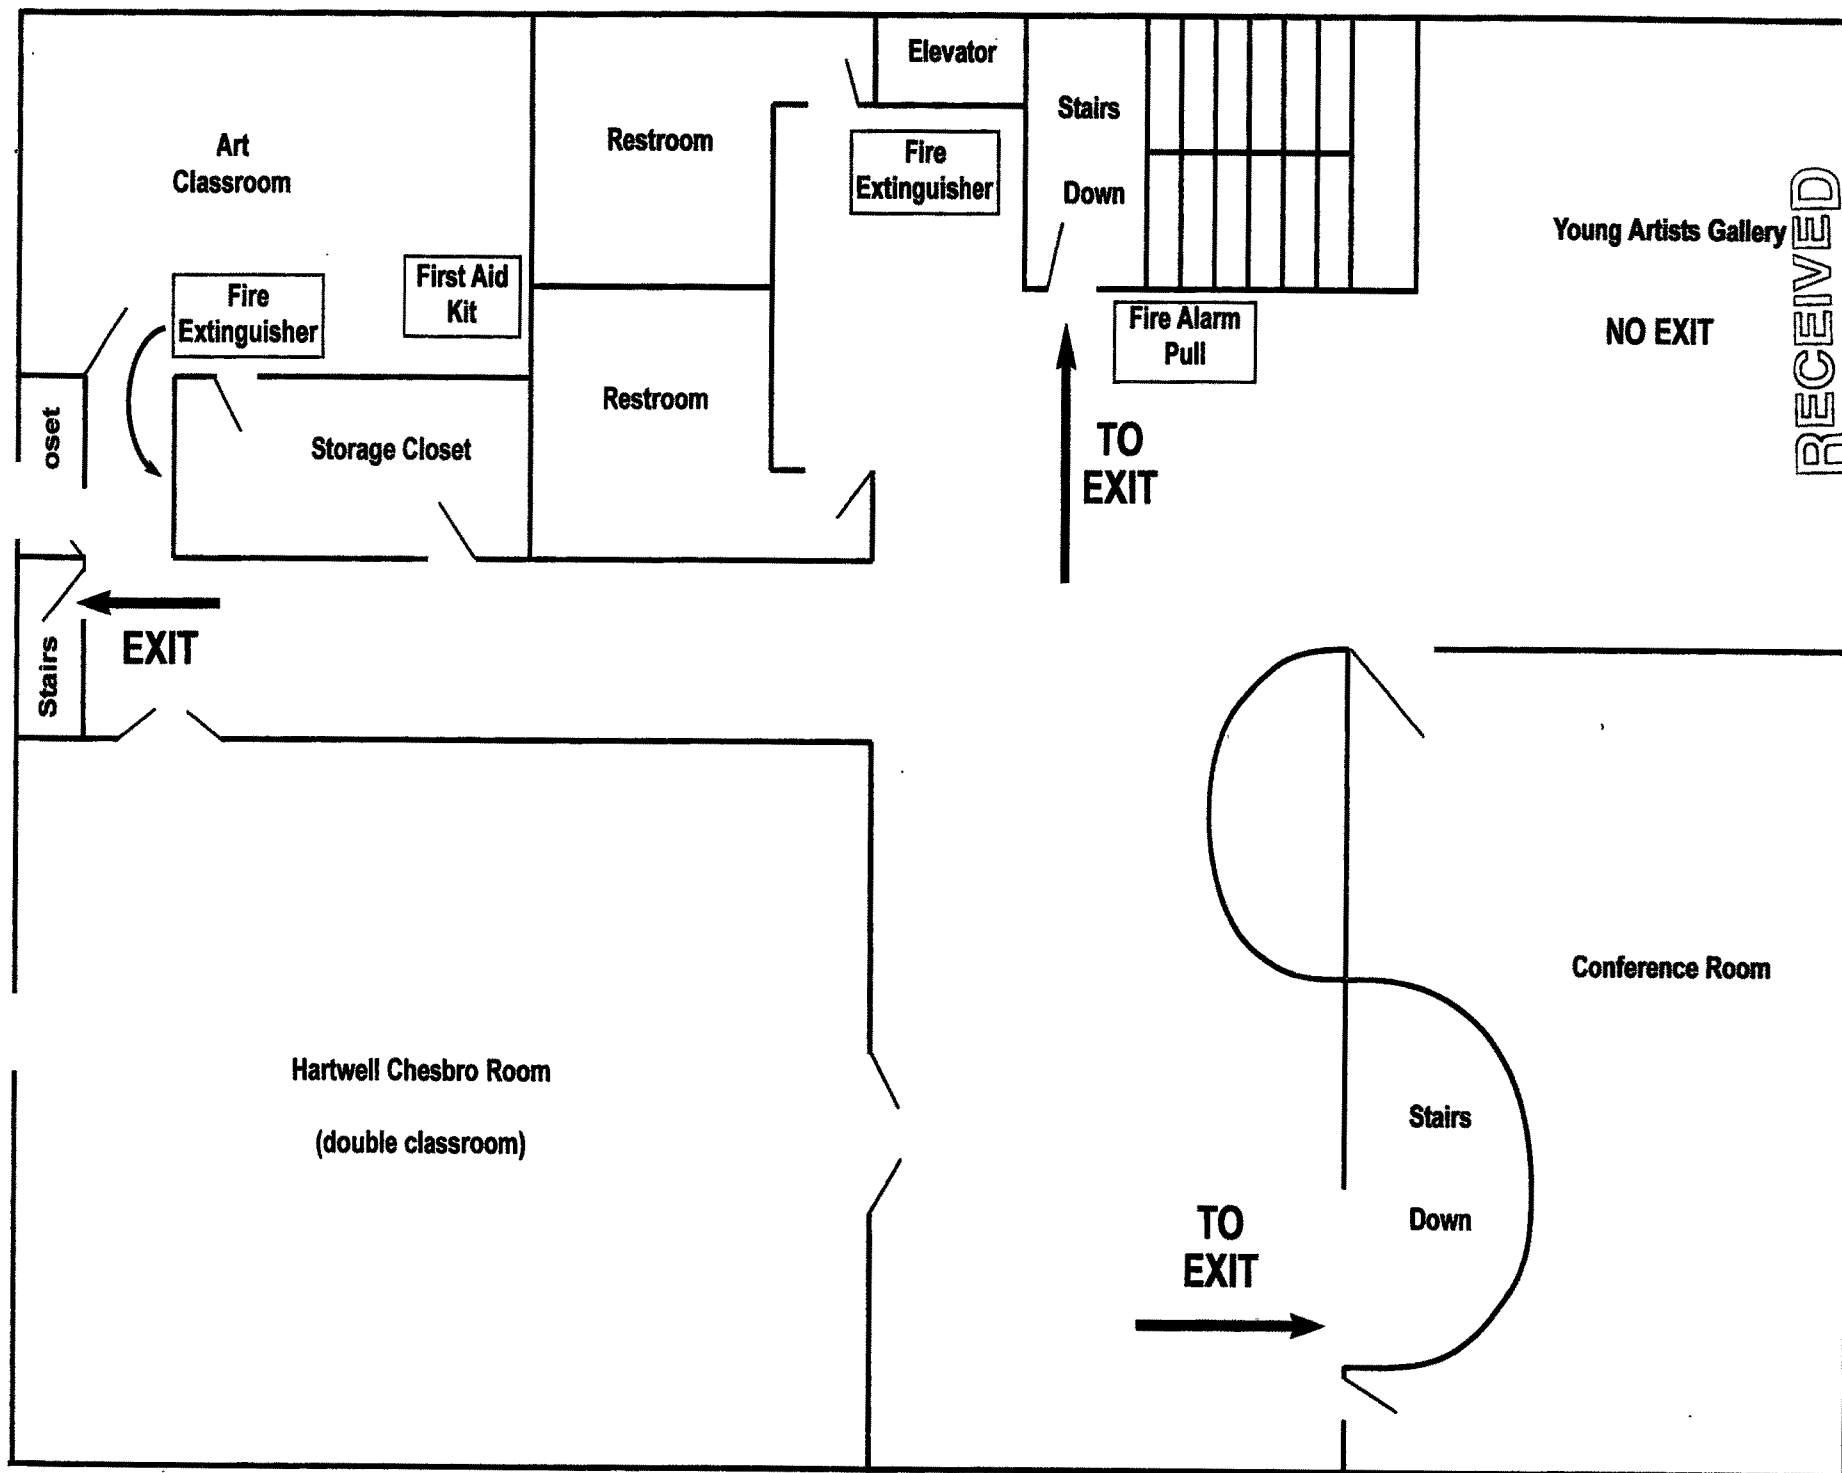 Elevator
Stairs
Down
Art
Classroom
Restroom
Fire
Extinguisher
Young Artists Gallery
NO EXIT
RECEIVED
Fire
Extinguisher
First Aid
Kit
Fire Alarm
Pull
Restroom
oset
Storage Closet
TO
EXIT
EXIT
Stairs
Conference Room
Hartwell Chesbro Room
(double classroom)
Stairs
Down
TO
EXIT